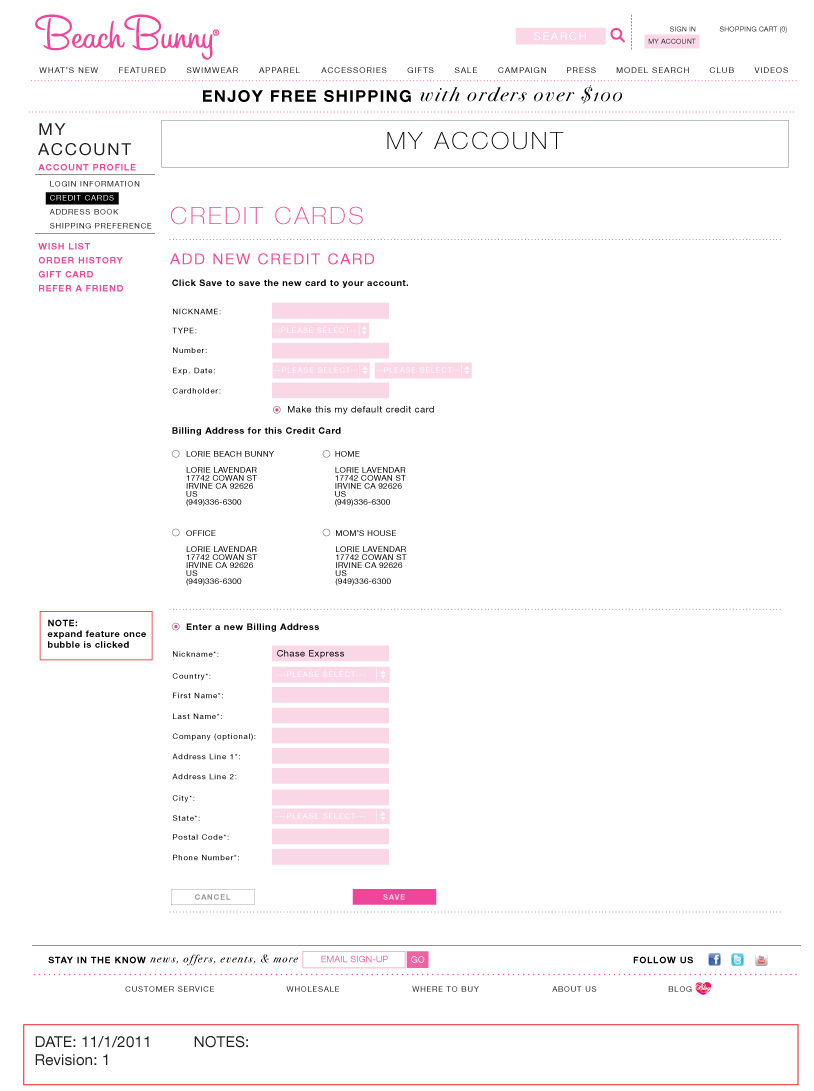 Beach Bunny®
SEARCH
SIGN IN
MY ACCOUNT
SHOPPING CART (0)
WHAT'S NEW FEATURED SWIMWEAR APPAREL ACCESSORIES GIFTS SALE CAMPAIGN PRESS MODEL SEARCH CLUB VIDEOS
ENJOY FREE SHIPPING with orders over $100
MY
ACCOUNT
ACCOUNT PROFILE
LOGIN INFORMATION
CREDIT CARDS
ADDRESS BOOK
SHIPPING PREFERENCE
WISH LIST
ORDER HISTORY
GIFT CARD
REFER A FRIEND
MY ACCOUNT
CREDIT CARDS
ADD NEW CREDIT CARD
Click Save to save the new card to your account.
NICKNAME:
TYPE: ---PLEASE SELECT---
Number:
Exp. Date: ---PLEASE SELECT--- ---PLEASE SELECT---
Cardholder:
Make this my default credit card
Billing Address for this Credit Card
LORIE BEACH BUNNY
LORIE LAVENDAR
17742 COWAN ST
IRVINE CA 92626
US
(949)336-6300
HOME
LORIE LAVENDAR
17742 COWAN ST
IRVINE CA 92626
US
(949)336-6300
OFFICE
LORIE LAVENDAR
17742 COWAN ST
IRVINE CA 92626
US
(949)336-6300
MOM'S HOUSE
LORIE LAVENDAR
17742 COWAN ST
IRVINE CA 92626
US
(949)336-6300
NOTE:
expand feature once
bubble is clicked
Enter a new Billing Address
Nickname*: Chase Express
Country*: ---PLEASE SELECT---
First Name*:
Last Name*:
Company (optional):
Address Line 1*:
Address Line 2:
City*:
State*: ---PLEASE SELECT---
Postal Code*:
Phone Number*:
CANCEL SAVE
STAY IN THE KNOW news, offers, events, & more EMAIL SIGN-UP GO FOLLOW US
CUSTOMER SERVICE WHOLESALE WHERE TO BUY ABOUT US BLOG
DATE: 11/1/2011 NOTES:
Revision: 1